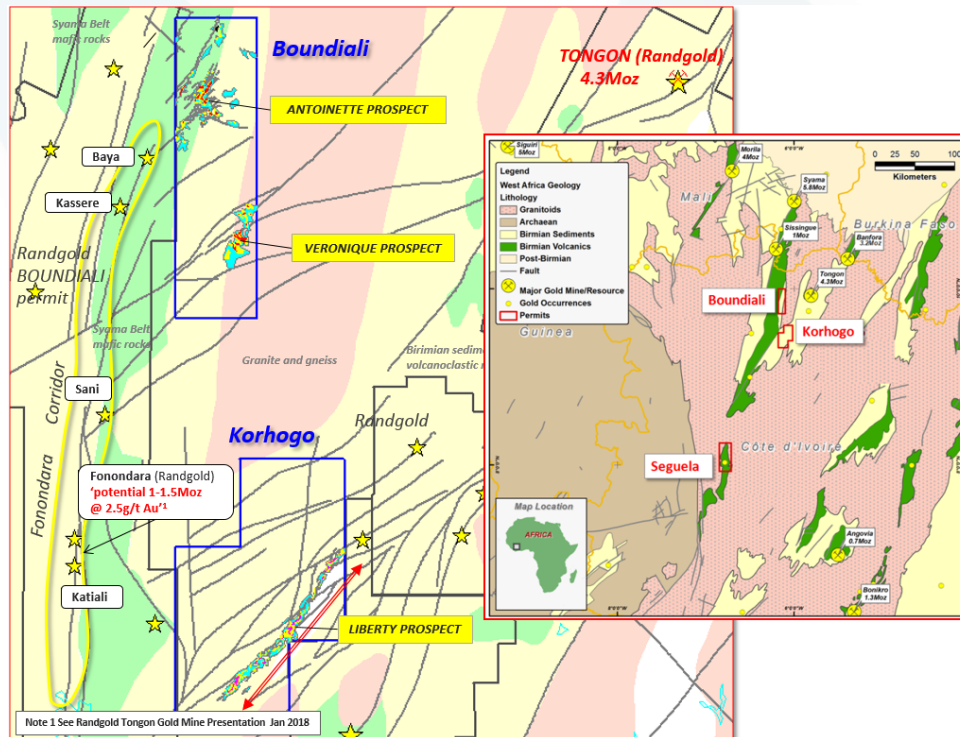 Syama Belt
mafic rocks
Boundiali
TONGON (Randgold)
4.3Moz
ANTOINETTE PROSPECT
Baya
Kassere
VERONIQUE PROSPECT
Randgold
BOUNDIALI
permit
Syama Belt
mafic rocks
Granite and gneiss
Birimian sedime
volcanoclastic r
Sani
Korhogo
Randgold
Fonondara Corridor
Fonondara (Randgold)
‘potential 1-1.5Moz
@ 2.5g/t Au’¹
Katiali
LIBERTY PROSPECT
Note 1 See Randgold Tongon Gold Mine Presentation Jan 2018
Siguiri
Legend
West Africa Geology
Lithology
Granitoids
Archaean
Birmian Sediments
Birmian Volcanics
Post-Birmian
Fault
Major Gold Mine/Resource
Gold Occurrences
Permits
Morila
4Moz
0 25 50 100
Kilometers
Mali
Syama
5.8Moz
Burkina Faso
Sissingue
1Moz
Banfora
3.2Moz
Tongon
4.3Moz
Boundiali
Korhogo
Guinea
Côte d'Ivoire
Seguela
Map Location
AFRICA
Angovia
0.7Moz
Bonikro
1.3Moz